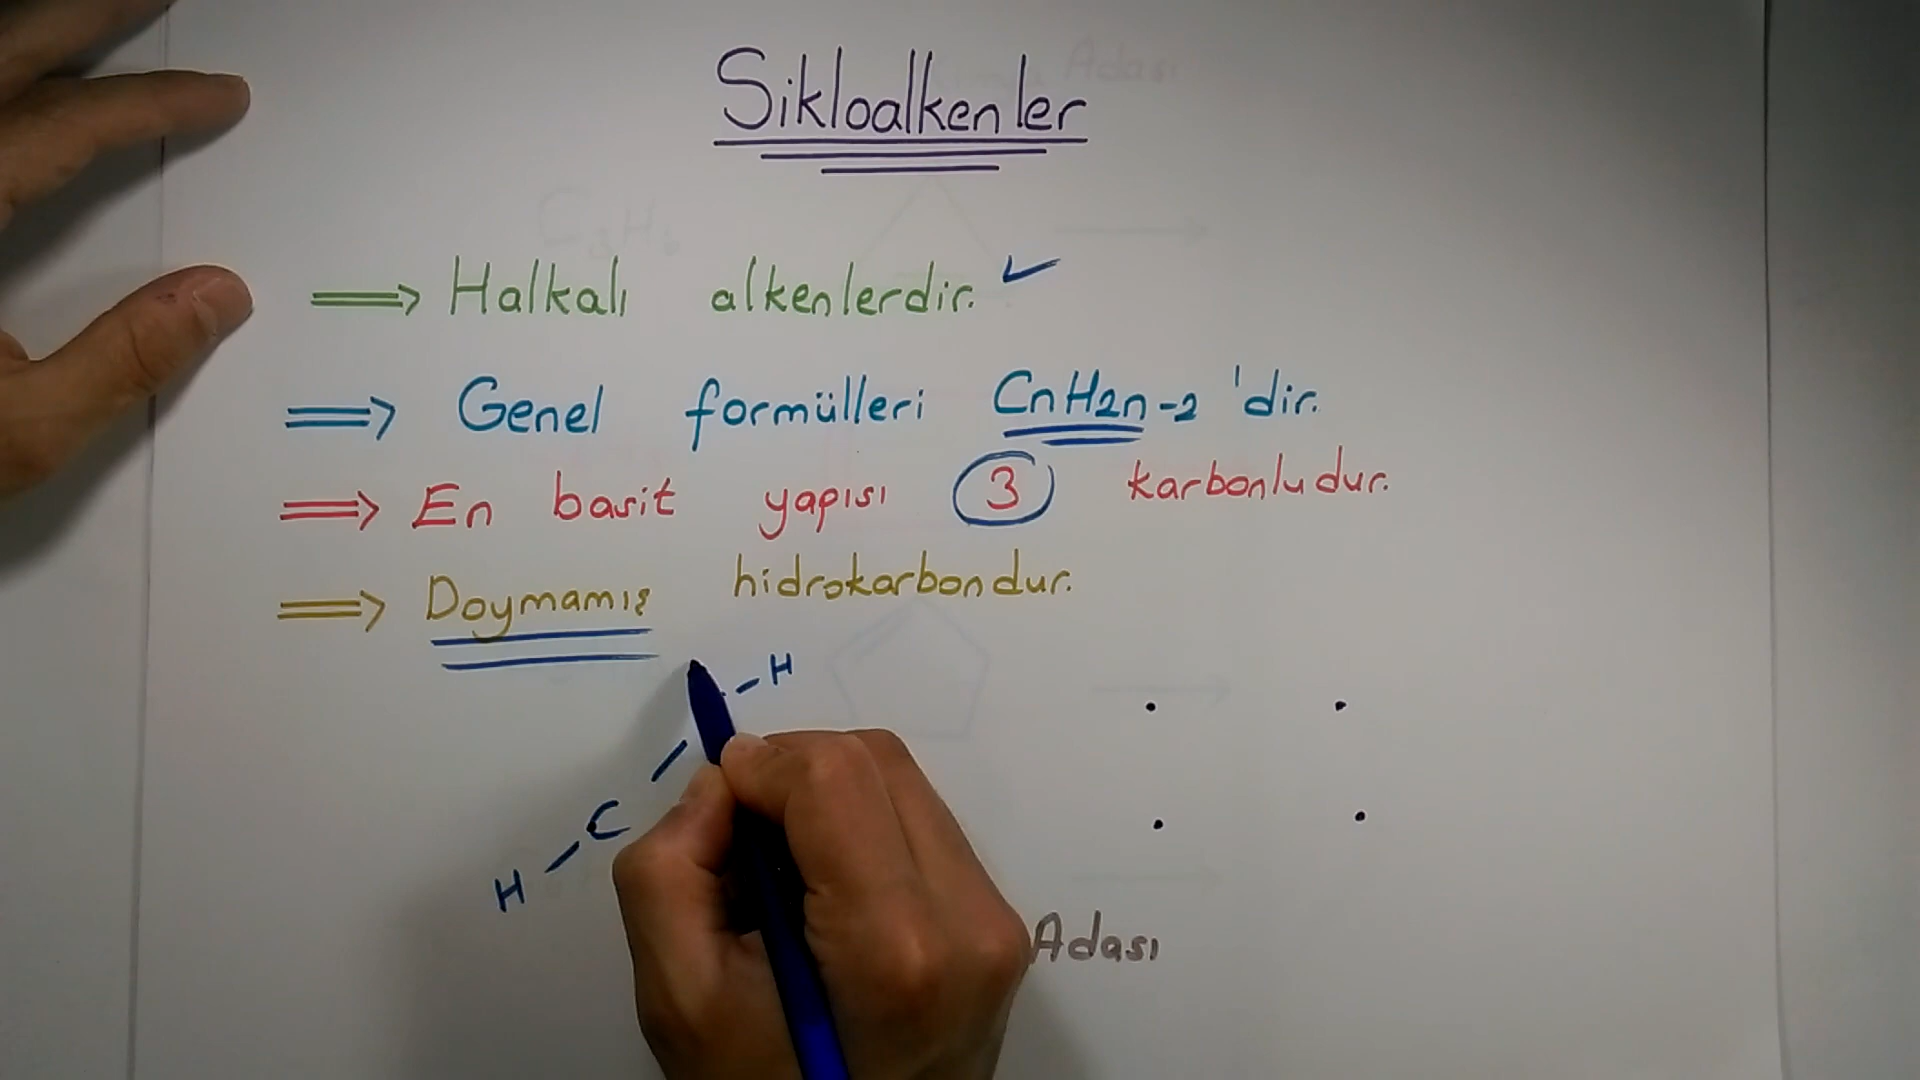 Sikloalkenler
⇒ Halkalı alkenlerdir. ✓
⇒ Genel formülleri CnH2n-2 'dir.
⇒ En basit yapısı 3 karbonludur.
⇒ Doymamış hidrokarbondur.
H
C
H
Adası